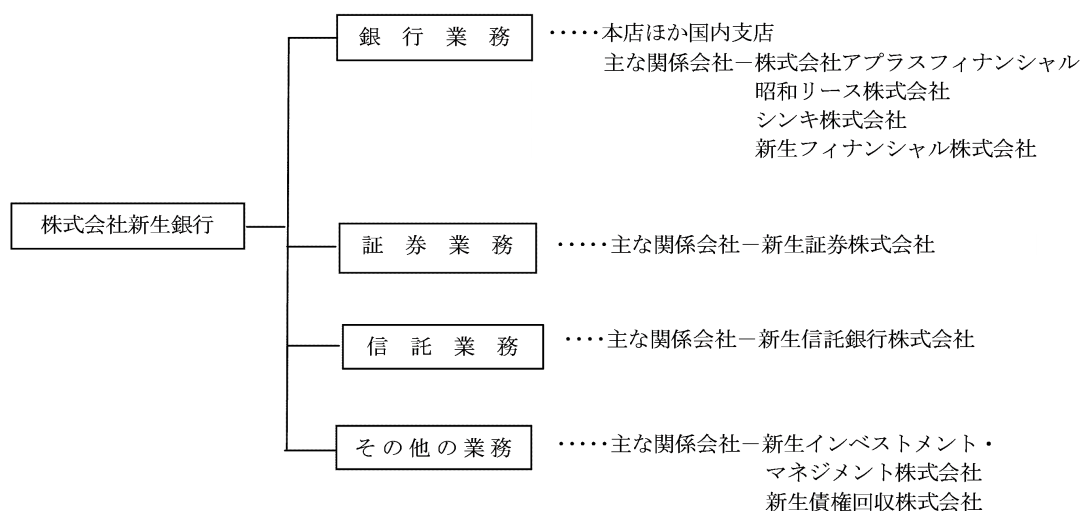 銀行業務
‥‥・本店ほか国内支店
主な関係会社－株式会社アプラスフィナンシャル
昭和リース株式会社
シンキ株式会社
新生フィナンシャル株式会社
株式会社新生銀行
証券業務
‥‥・主な関係会社－新生証券株式会社
信託業務
‥‥主な関係会社－新生信託銀行株式会社
その他の業務
‥‥・主な関係会社－新生インベストメント・
マネジメント株式会社
新生債権回収株式会社